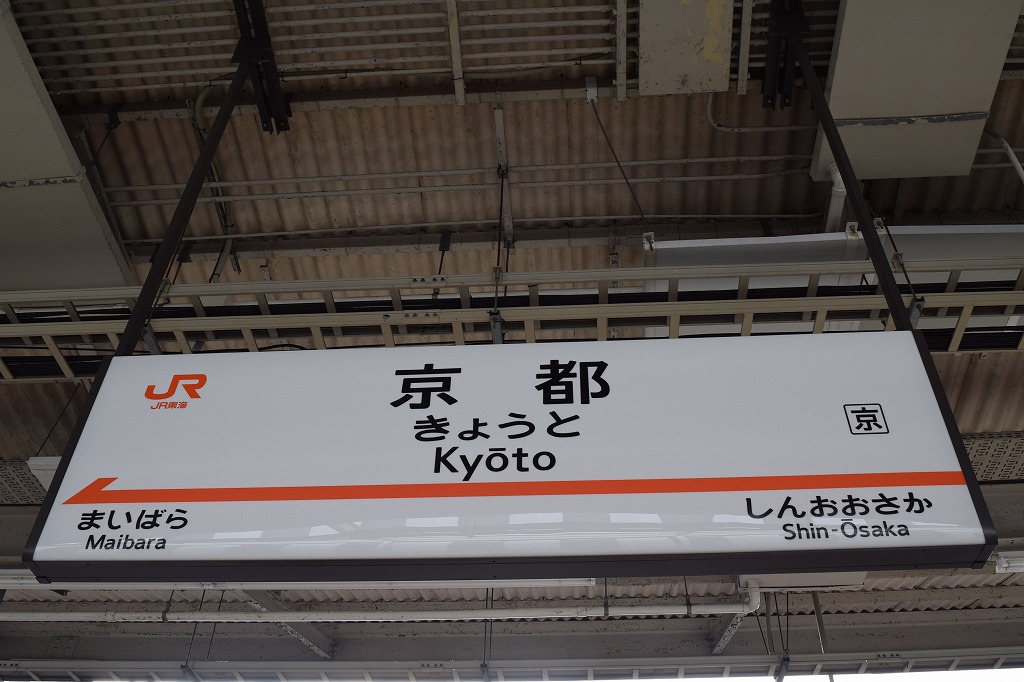 JR
JR東海
京都
きょうと
Kyōto
京
まいばら
Maibara
しんおおさか
Shin-Ōsaka